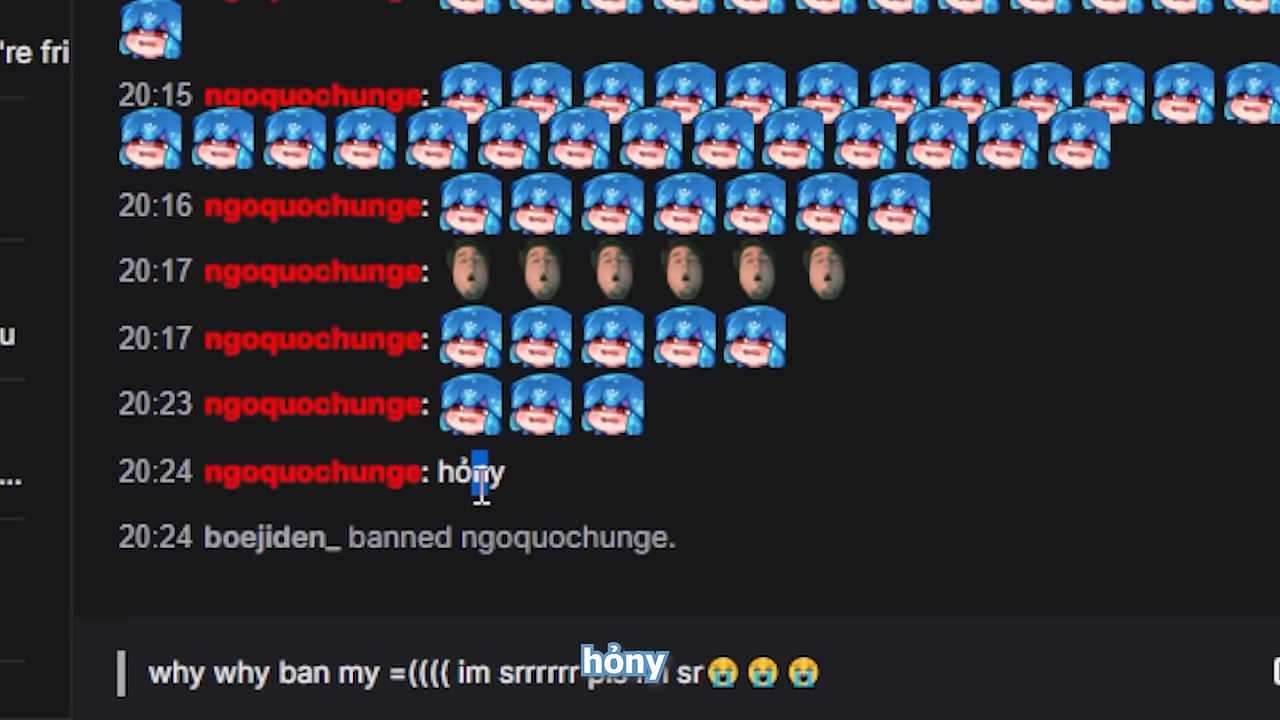 're fri
20:15 ngoquochunge:
20:16 ngoquochunge:
20:17 ngoquochunge:
20:17 ngoquochunge:
u
20:23 ngoquochunge:
20:24 ngoquochunge: hỏny
...
20:24 boejiden_ banned ngoquochunge.
why why ban my =(((( im srrrrrr sr😭😭😭
hỏny